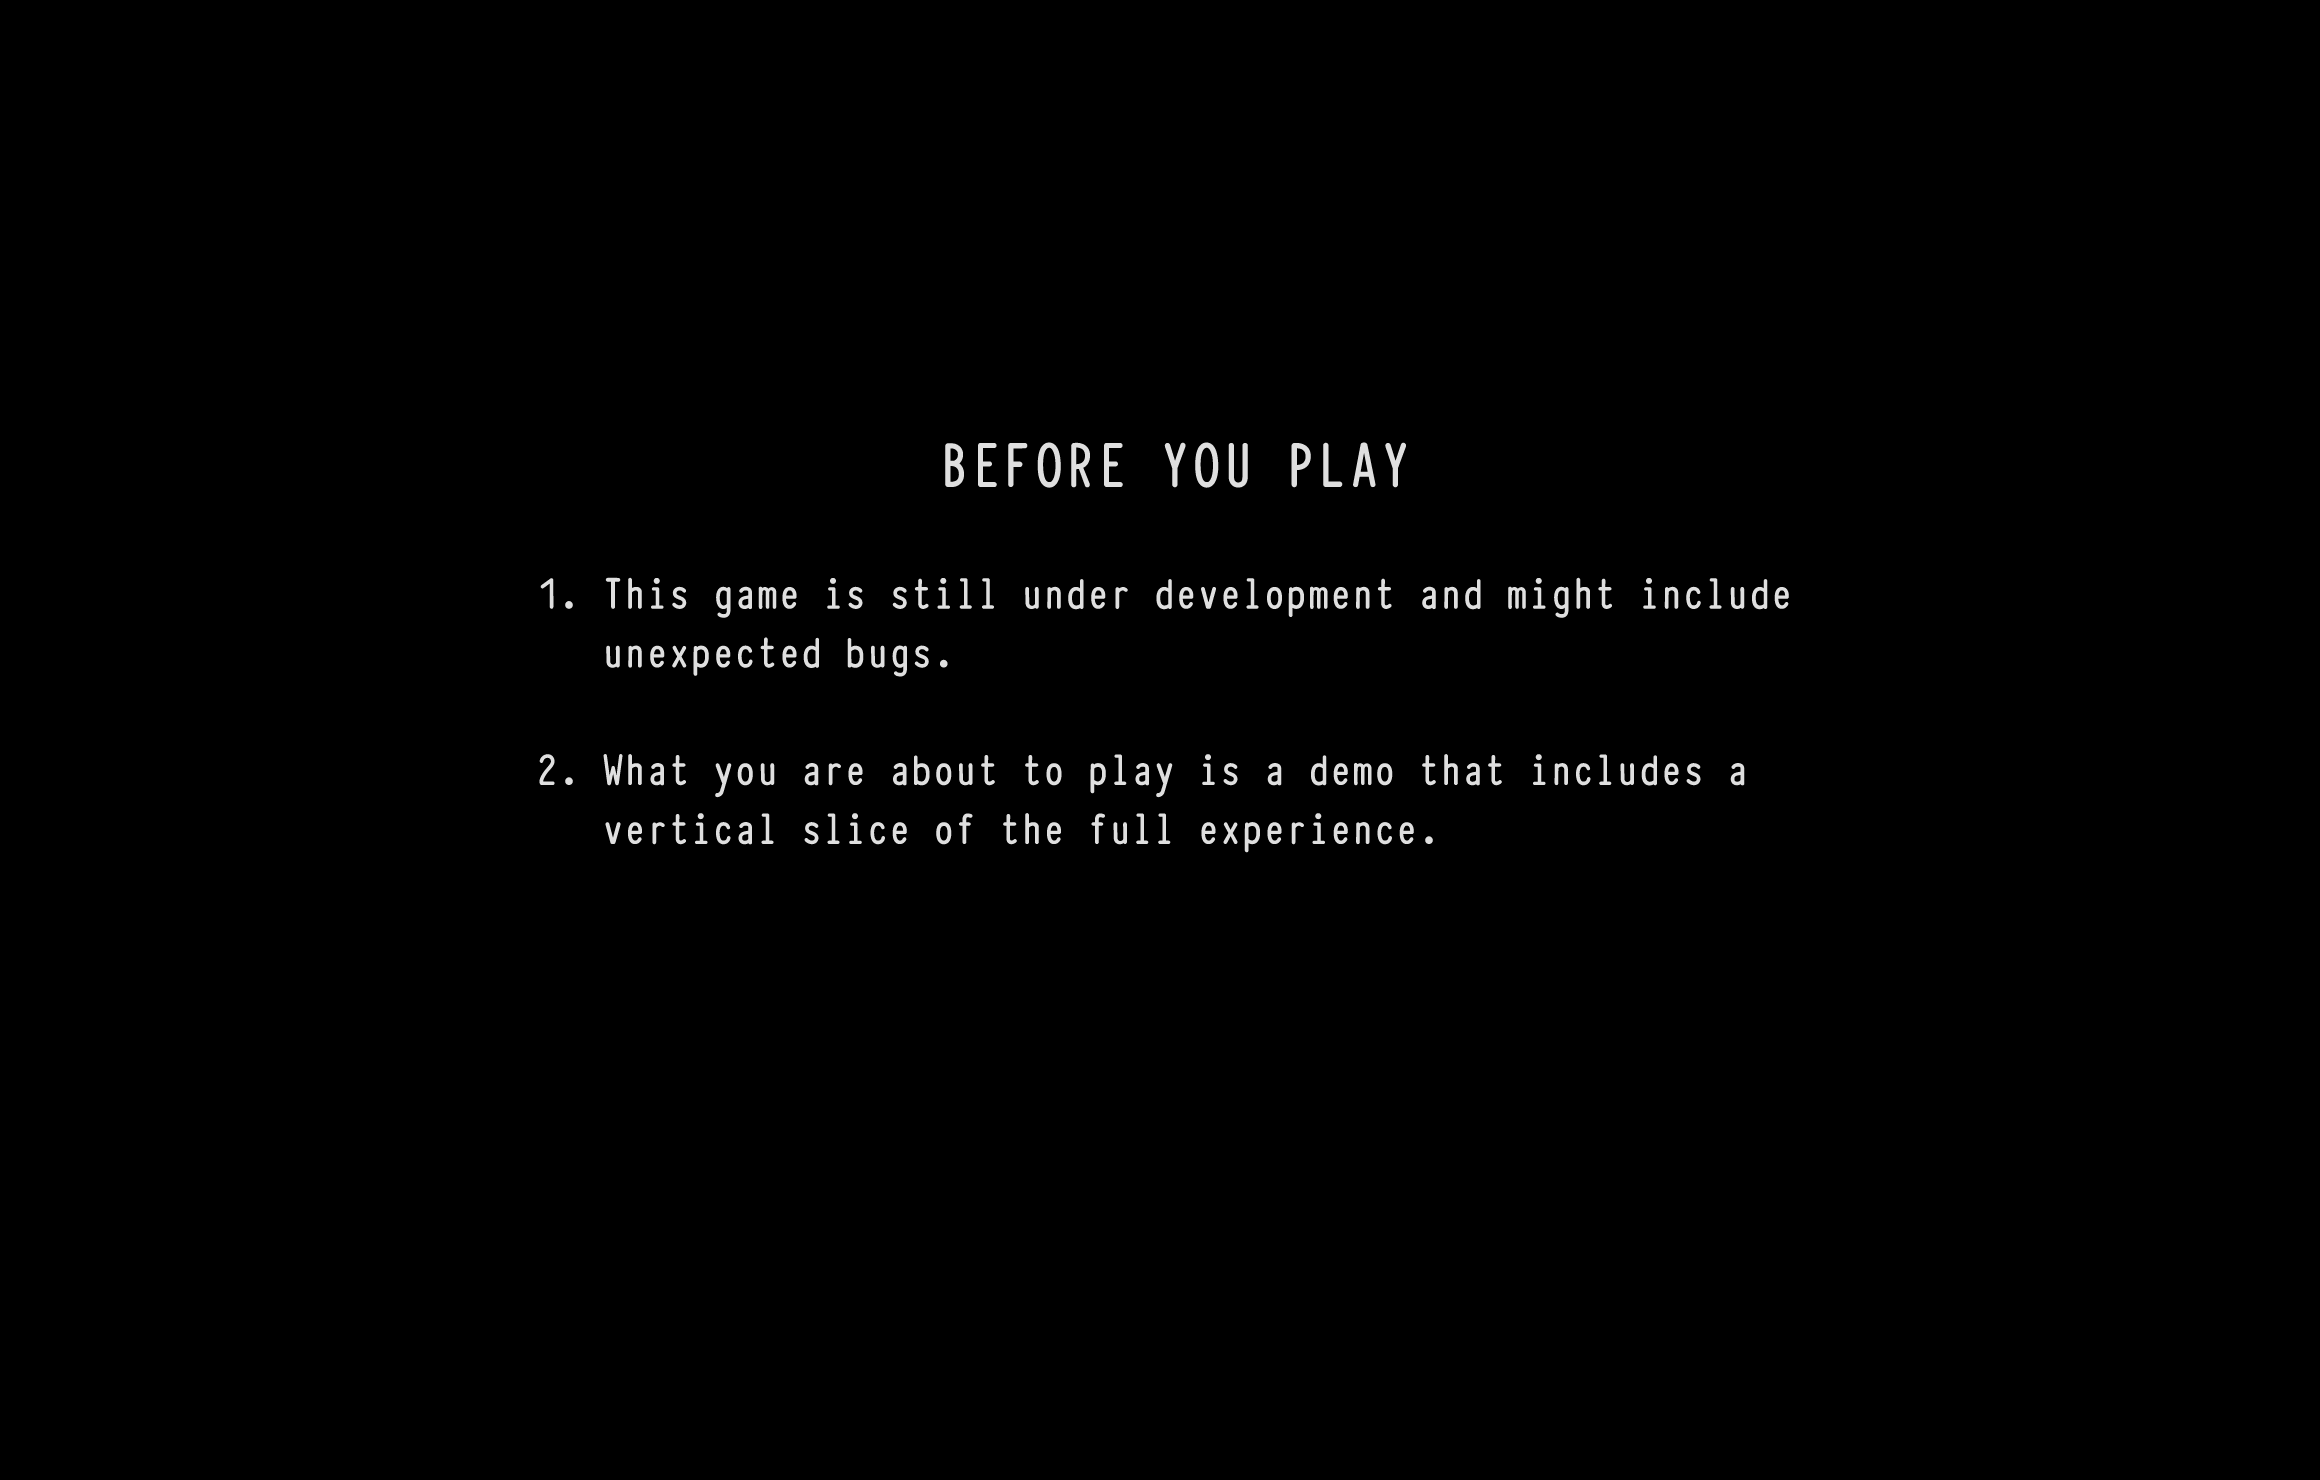 BEFORE YOU PLAY
1. This game is still under development and might include
unexpected bugs.
2. What you are about to play is a demo that includes a
vertical slice of the full experience.